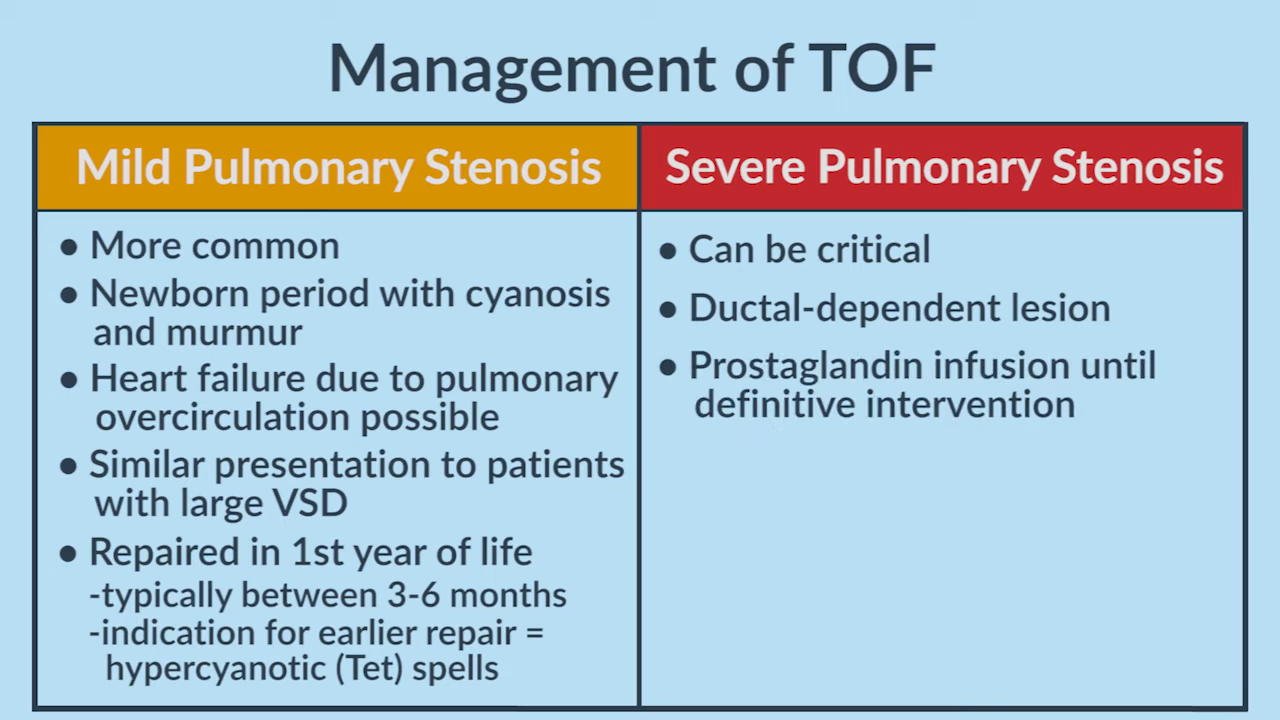 Management of TOF
Mild Pulmonary Stenosis
● More common
● Newborn period with cyanosis
and murmur
● Heart failure due to pulmonary
overcirculation possible
● Similar presentation to patients
with large VSD
● Repaired in 1st year of life
-typically between 3-6 months
-indication for earlier repair =
hypercyanotic (Tet) spells
Severe Pulmonary Stenosis
● Can be critical
● Ductal-dependent lesion
● Prostaglandin infusion until
definitive intervention